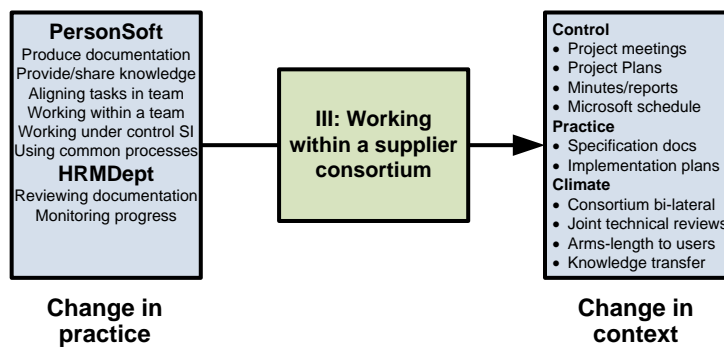 PersonSoft
Produce documentation
Provide/share knowledge
Aligning tasks in team
Working within a team
Working under control SI
Using common processes
HRMDept
Reviewing documentation
Monitoring progress
Change in
practice
III: Working
within a supplier
consortium
Control
• Project meetings
• Project Plans
• Minutes/reports
• Microsoft schedule
Practice
• Specification docs
• Implementation plans
Climate
• Consortium bi-lateral
• Joint technical reviews
• Arms-length to users
• Knowledge transfer
Change in
context